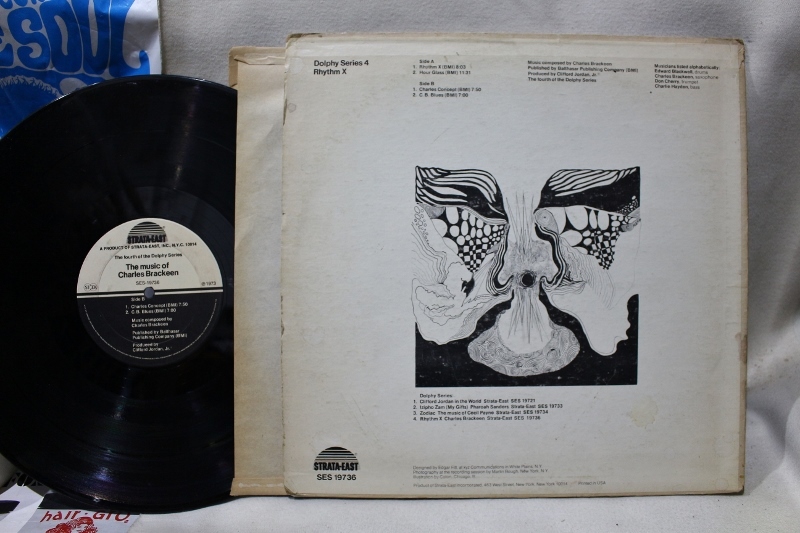 SOUL
Dolphy Series 4
Rhythm X
Side A
1. Rhythm X (BMI) 8:03
2. Hour Glass (BMI) 11:31
Side B
1. Charles Concept (BMI) 7:50
2. C.B. Blues (BMI) 7:00
Music composed by Charles Brackeen
Published by Balthasar Publishing Company (BMI)
Produced by Clifford Jordan, Jr.
The fourth of the Dolphy Series
Musicians listed alphabetically:
Edward Blackwell, drums
Charles Brackeen, saxophone
Don Cherry, trumpet
Charlie Hayden, bass
STRATA-EAST
A PRODUCT OF STRATA-EAST, INC., N.Y.C. 10014
The fourth of the Dolphy Series
The music of
Charles Brackeen
SES 19736
Side B
1. Charles Concept (BMI) 7:50
2. C.B. Blues (BMI) 7:00
Music composed by
Charles Brackeen
Published by Balthasar
Publishing Company (BMI)
Produced by
Clifford Jordan, Jr.
Dolphy Series:
1. Clifford Jordan in the World Strata-East SES 19721
2. Izipho Zam (My Gifts) Pharoah Sanders Strata-East SES 19733
3. Zodiac The music of Cecil Payne Strata-East SES 19734
4. Rhythm X Charles Brackeen Strata-East SES 19736
STRATA-EAST
SES 19736
hair-GRO